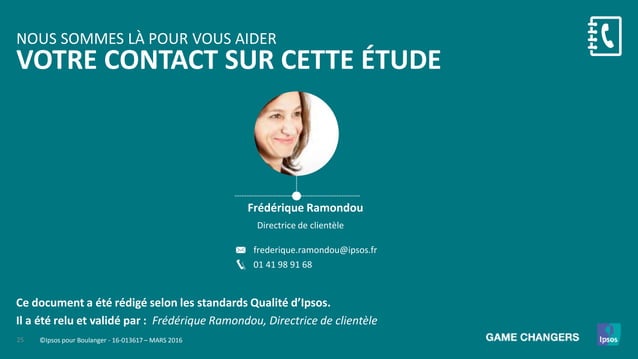 NOUS SOMMES LÀ POUR VOUS AIDER
VOTRE CONTACT SUR CETTE ÉTUDE
Frédérique Ramondou
Directrice de clientèle
frederique.ramondou@ipsos.fr
01 41 98 91 68
Ce document a été rédigé selon les standards Qualité d’Ipsos.
Il a été relu et validé par : Frédérique Ramondou, Directrice de clientèle
25 ©Ipsos pour Boulanger - 16-013617 – MARS 2016
GAME CHANGERS
Ipsos